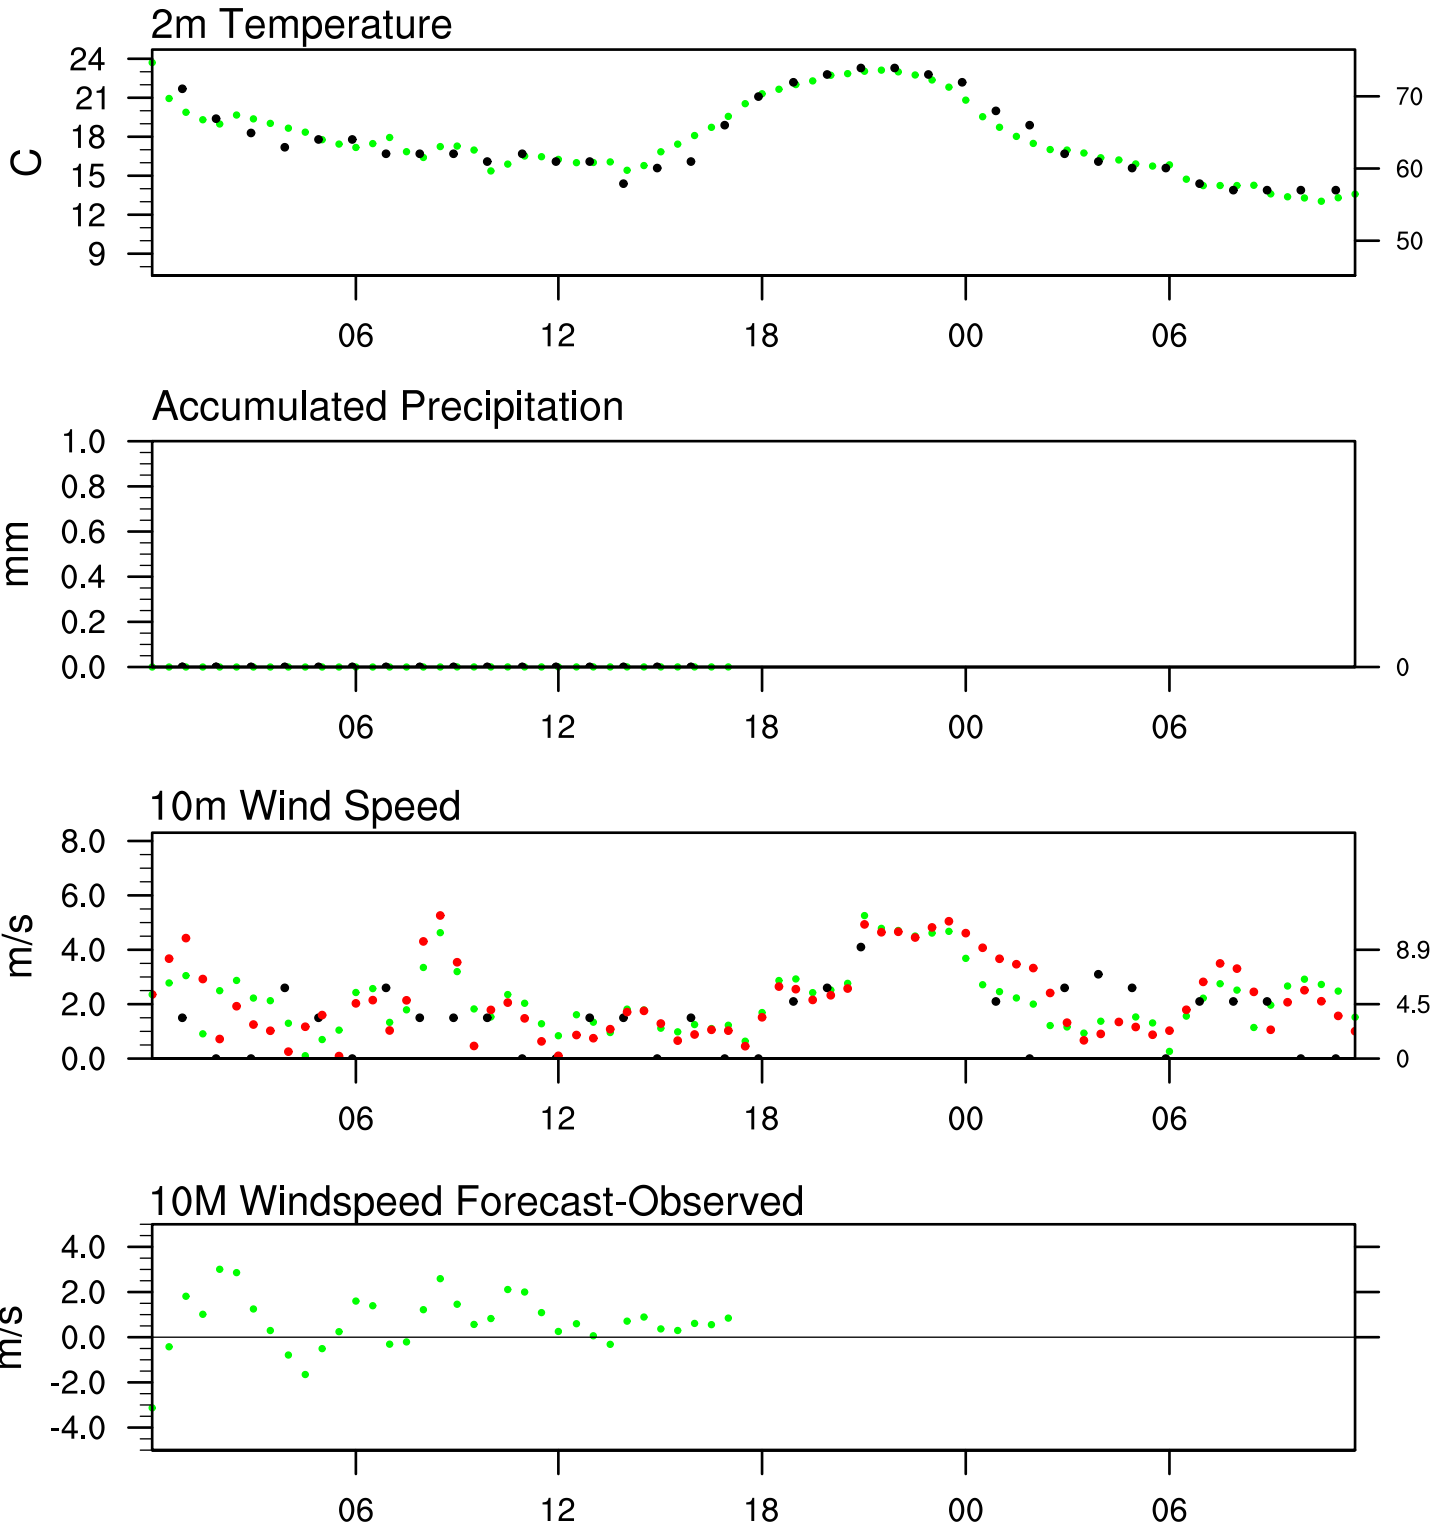 2m Temperature
24
21
18
15
12
9
C
70
60
50
06 12 18 00 06
Accumulated Precipitation
1.0
0.8
0.6
0.4
0.2
0.0
mm
0
06 12 18 00 06
10m Wind Speed
8.0
6.0
4.0
2.0
0.0
m/s
8.9
4.5
0
06 12 18 00 06
10M Windspeed Forecast-Observed
4.0
2.0
0.0
-2.0
-4.0
m/s
06 12 18 00 06